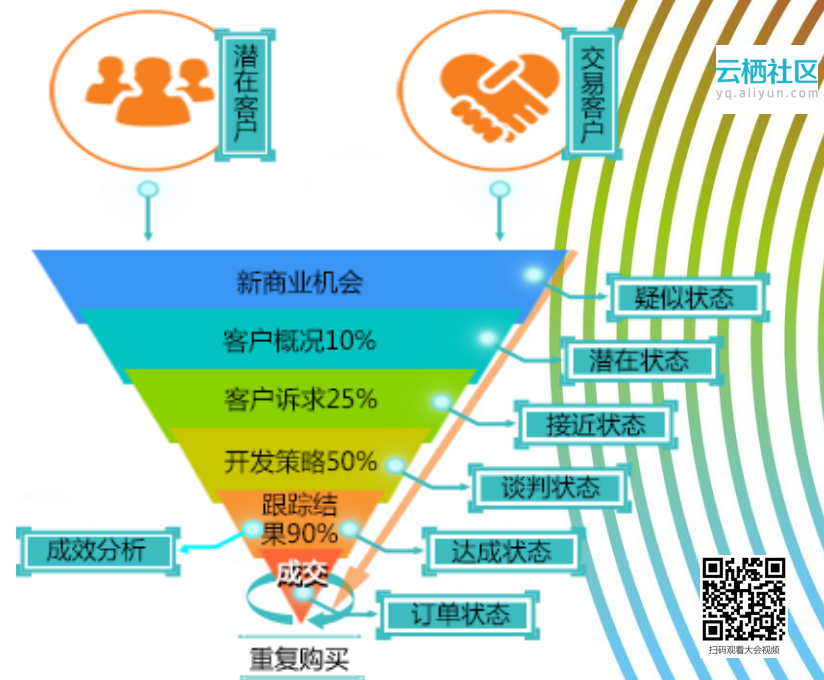 潜在客户
交易客户
云栖社区
yq.aliyun.com
新商业机会
疑似状态
客户概况10%
潜在状态
客户诉求25%
接近状态
开发策略50%
谈判状态
跟踪结
果90%
成效分析
达成状态
成交
订单状态
重复购买
扫码观看大会视频